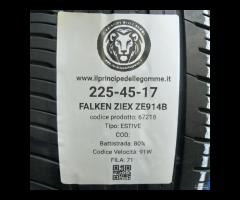 www.ilprincipedellegomme.it
225-45-17
FALKEN ZIEX ZE914B
codice prodotto: 67218
Tipo: ESTIVE
COD:
Battistrada: 80%
Codice Velocità: 91W
FILA: 71